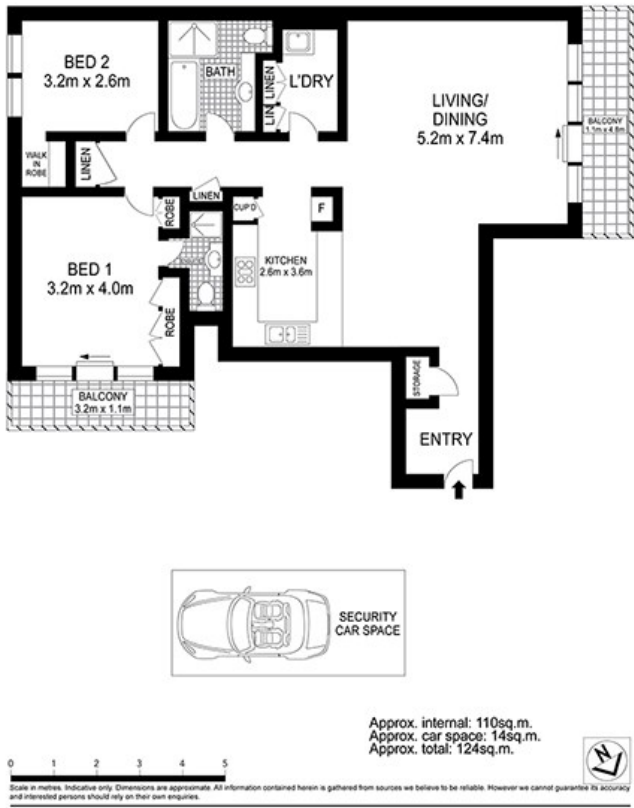 BED 2
3.2m x 2.6m
BATH
LINEN
LIN
L'DRY
LIVING/
DINING
5.2m x 7.4m
BALCONY
WALK
IN
ROBE
LINEN
LINEN
ROBE
CUP'D
F
BED 1
3.2m x 4.0m
KITCHEN
2.6m x 3.6m
ROBE
BALCONY
3.2m x 1.1m
STORAGE
ENTRY
SECURITY
CAR SPACE
Approx. internal: 110sq.m.
Approx. car space: 14sq.m.
Approx. total: 124sq.m.
N
0 1 2 3 4 5
Scale in metres. Indicative only. Dimensions are approximate. All information contained herein is gathered from sources we believe to be reliable. However we cannot guarantee its accuracy
and interested persons should rely on their own enquiries.